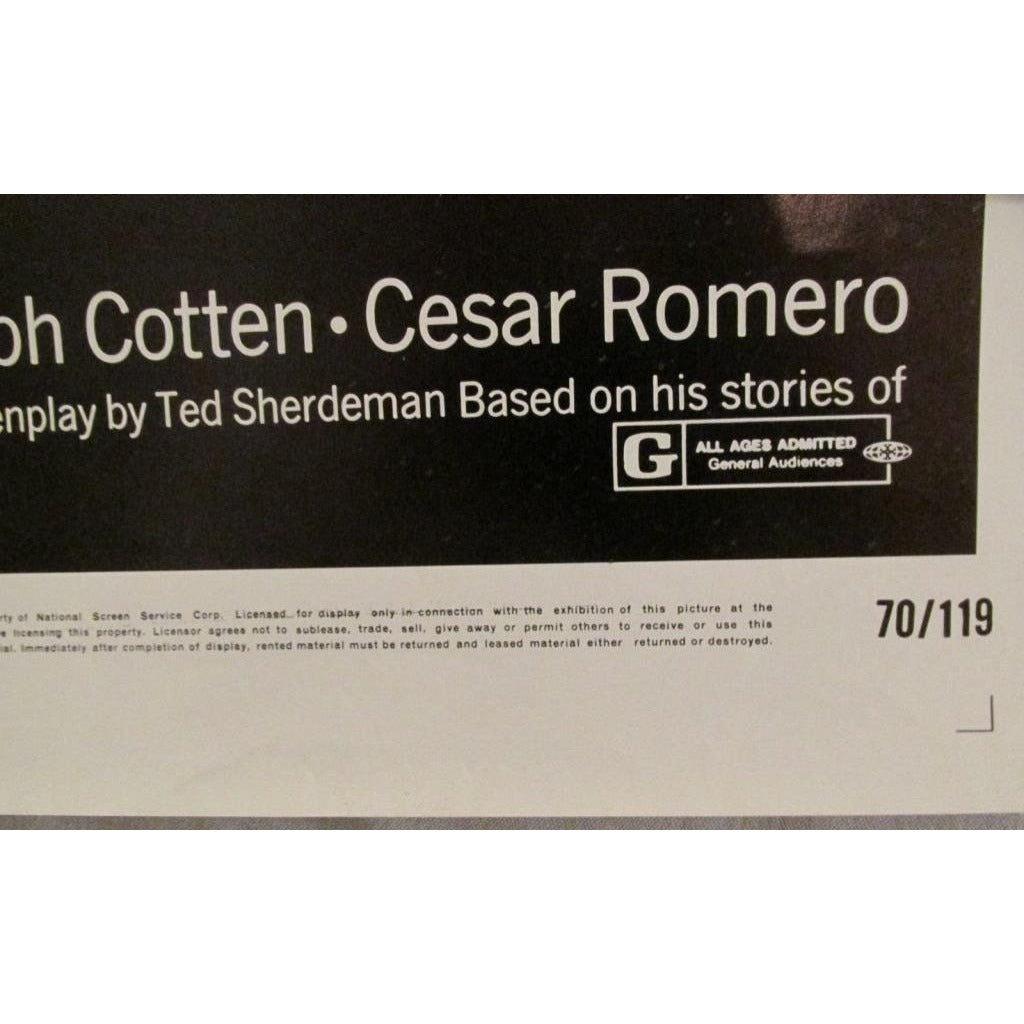 ph Cotten • Cesar Romero
enplay by Ted Sherdeman Based on his stories of
G ALL AGES ADMITTED
General Audiences
rty of National Screen Service Corp. Licensed for display only in connection with the exhibition of this picture at the
e licensing this property. Licensor agrees not to sublease, trade, sell, give away or permit others to receive or use this
ial. Immediately after completion of display, rented material must be returned and leased material either returned or destroyed.
70/119